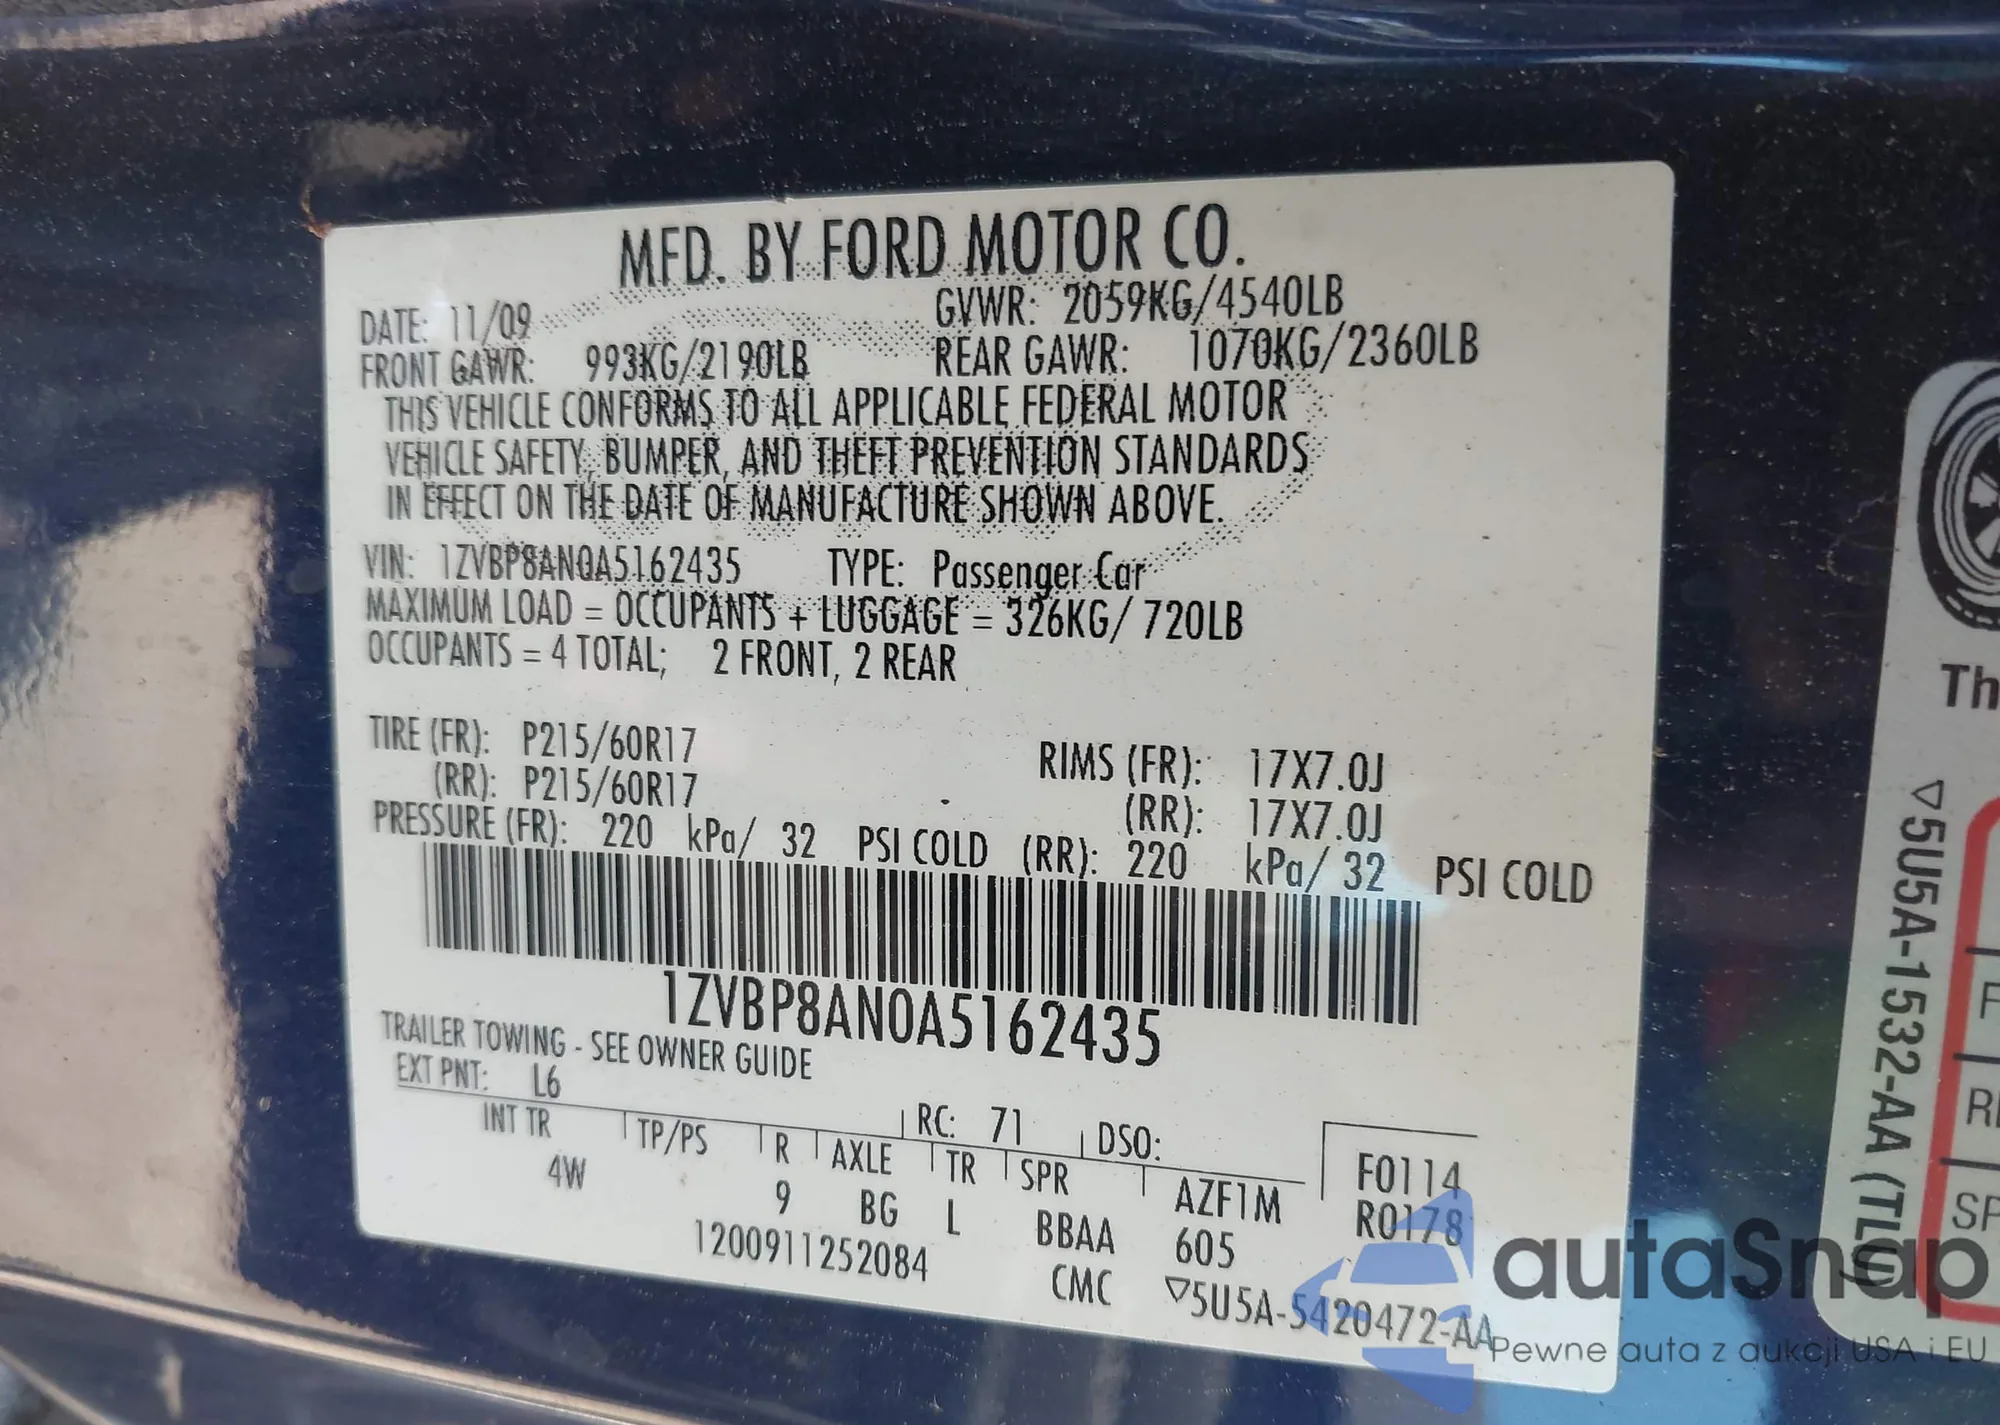 MFD. BY FORD MOTOR CO.
DATE: 11/09 GVWR: 2059KG/4540LB
FRONT GAWR: 993KG/2190LB REAR GAWR: 1070KG/2360LB
THIS VEHICLE CONFORMS TO ALL APPLICABLE FEDERAL MOTOR
VEHICLE SAFETY, BUMPER, AND THEFT PREVENTION STANDARDS
IN EFFECT ON THE DATE OF MANUFACTURE SHOWN ABOVE.
VIN: 1ZVBP8AN0A5162435 TYPE: Passenger Car
MAXIMUM LOAD = OCCUPANTS + LUGGAGE = 326KG/ 720LB
OCCUPANTS = 4 TOTAL; 2 FRONT, 2 REAR
TIRE (FR): P215/60R17 RIMS (FR): 17X7.0J
(RR): P215/60R17 (RR): 17X7.0J
PRESSURE (FR): 220 kPa/ 32 PSI COLD (RR): 220 kPa/ 32 PSI COLD
1ZVBP8AN0A5162435
TRAILER TOWING - SEE OWNER GUIDE
EXT PNT: L6 RC: 71 DSO:
INT TR TP/PS R AXLE TR SPR AZF1M F0114
4W 9 BG L BBAA 605 R0178
1200911252084 CMC ▽5U5A-5420472-AA
Th
▽5U5A-1532-AA (TLU)
F
SP
autaSnap
Pewne auta z aukcji USA i EU